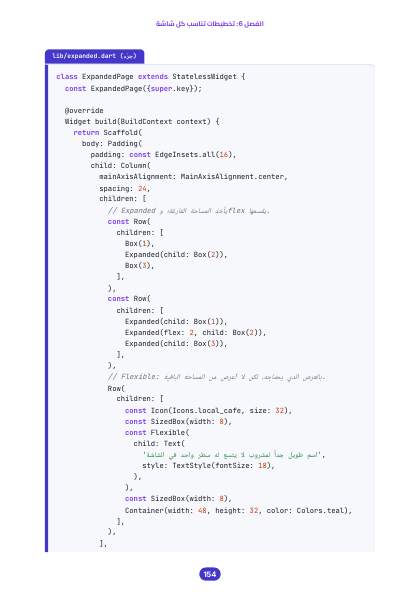 الفصل 6: تخطيطات تناسب كل شاشة
lib/expanded.dart (جزء)
class ExpandedPage extends StatelessWidget {
  const ExpandedPage({super.key});

  @override
  Widget build(BuildContext context) {
    return Scaffold(
      body: Padding(
        padding: const EdgeInsets.all(16),
        child: Column(
          mainAxisAlignment: MainAxisAlignment.center,
          spacing: 24,
          children: [
            // Expanded يأخذ المساحة الفارغة، و flex يقسمها.
            const Row(
              children: [
                Box(1),
                Expanded(child: Box(2)),
                Box(3),
              ],
            ),
            const Row(
              children: [
                Expanded(child: Box(1)),
                Expanded(flex: 2, child: Box(2)),
                Expanded(child: Box(3)),
              ],
            ),
            // Flexible: بالعرض الذي يحتاجه، لكن لا أعرض من المساحة الباقية.
            Row(
              children: [
                const Icon(Icons.local_cafe, size: 32),
                const SizedBox(width: 8),
                const Flexible(
                  child: Text(
                    'اسم طويل جداً لمشروب لا يتسع له سطر واحد في الشاشة',
                    style: TextStyle(fontSize: 18),
                  ),
                ),
                const SizedBox(width: 8),
                Container(width: 48, height: 32, color: Colors.teal),
              ],
            ),
          ],
154